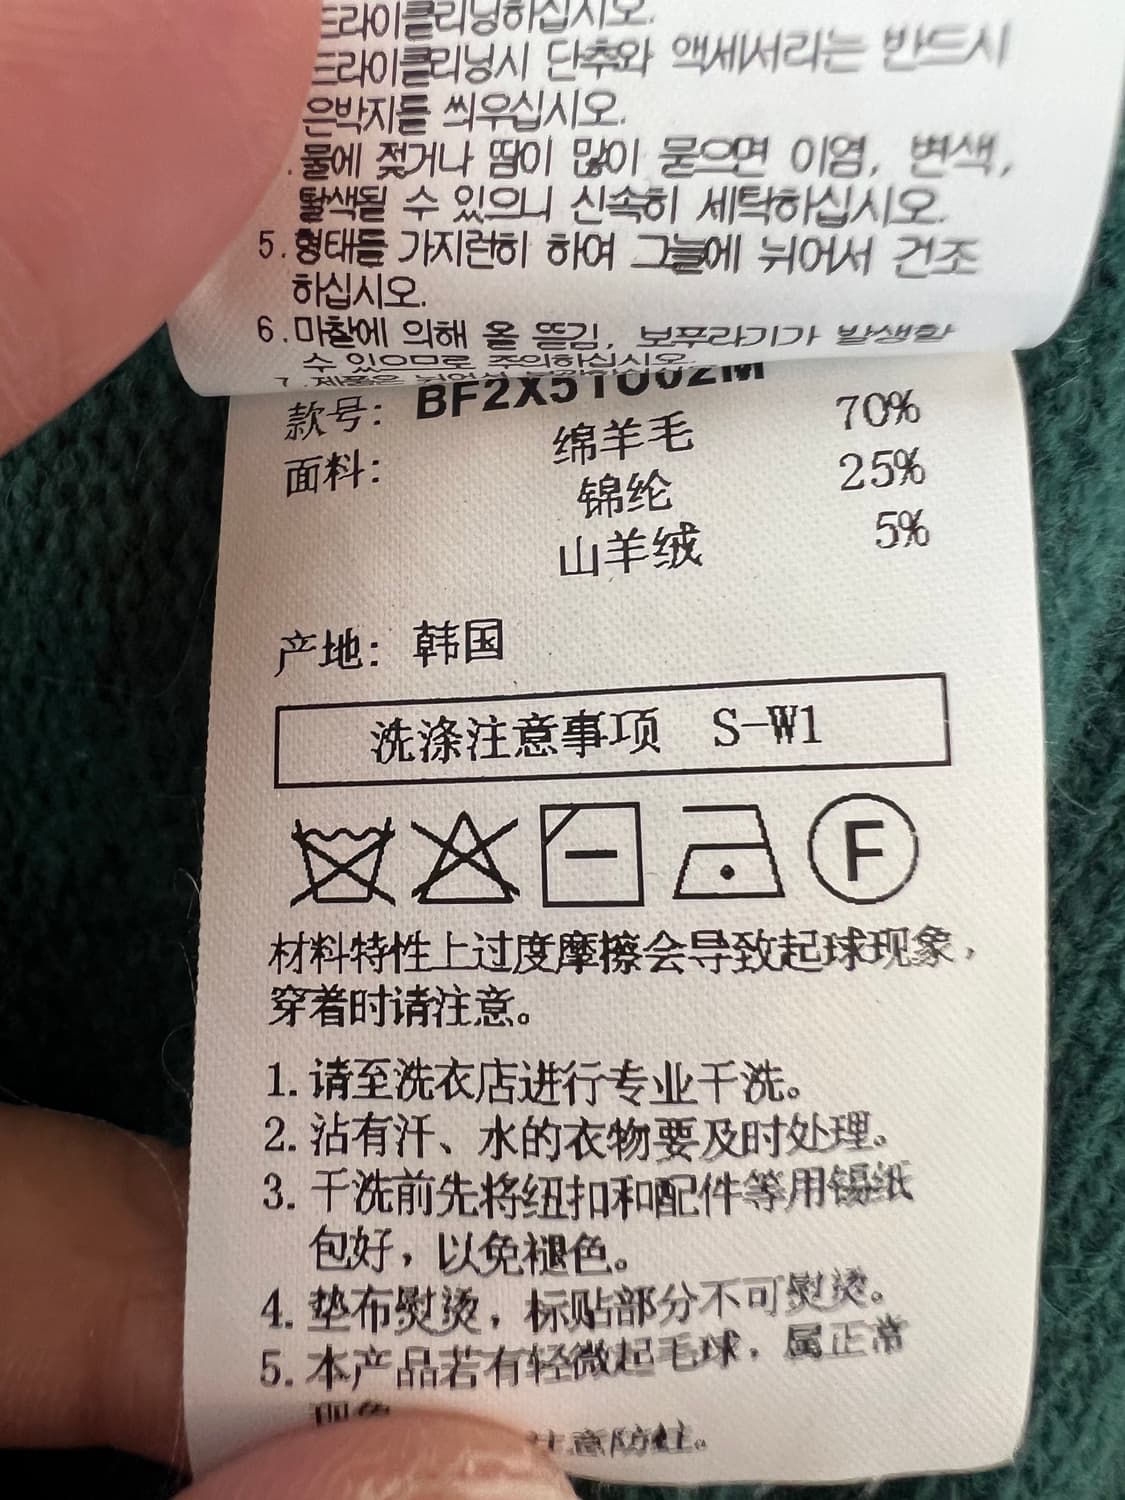 드라이클리닝하십시오.
드라이클리닝시 단추와 액세서리는 반드시
은박지를 씌우십시오.
.물에 젖거나 땀이 많이 묻으면 이염, 변색,
탈색될 수 있으니 신속히 세탁하십시오.
5.형태를 가지런히 하여 그늘에 뉘어서 건조
하십시오.
6.마찰에 의해 올 뜯김, 보푸라기가 발생할
수 있으므로 주의하십시오.
7.제품은
款号: BF2X51U02M
面料: 绵羊毛 70%
锦纶 25%
山羊绒 5%
产地: 韩国
洗涤注意事项 S-W1
F
材料特性上过度摩擦会导致起球现象，
穿着时请注意。
1. 请至洗衣店进行专业干洗。
2. 沾有汗、水的衣物要及时处理。
3. 干洗前先将纽扣和配件等用锡纸
包好，以免褪色。
4. 垫布熨烫，标贴部分不可熨烫。
5. 本产品若有轻微起毛球，属正常
现象
注意防蛀。